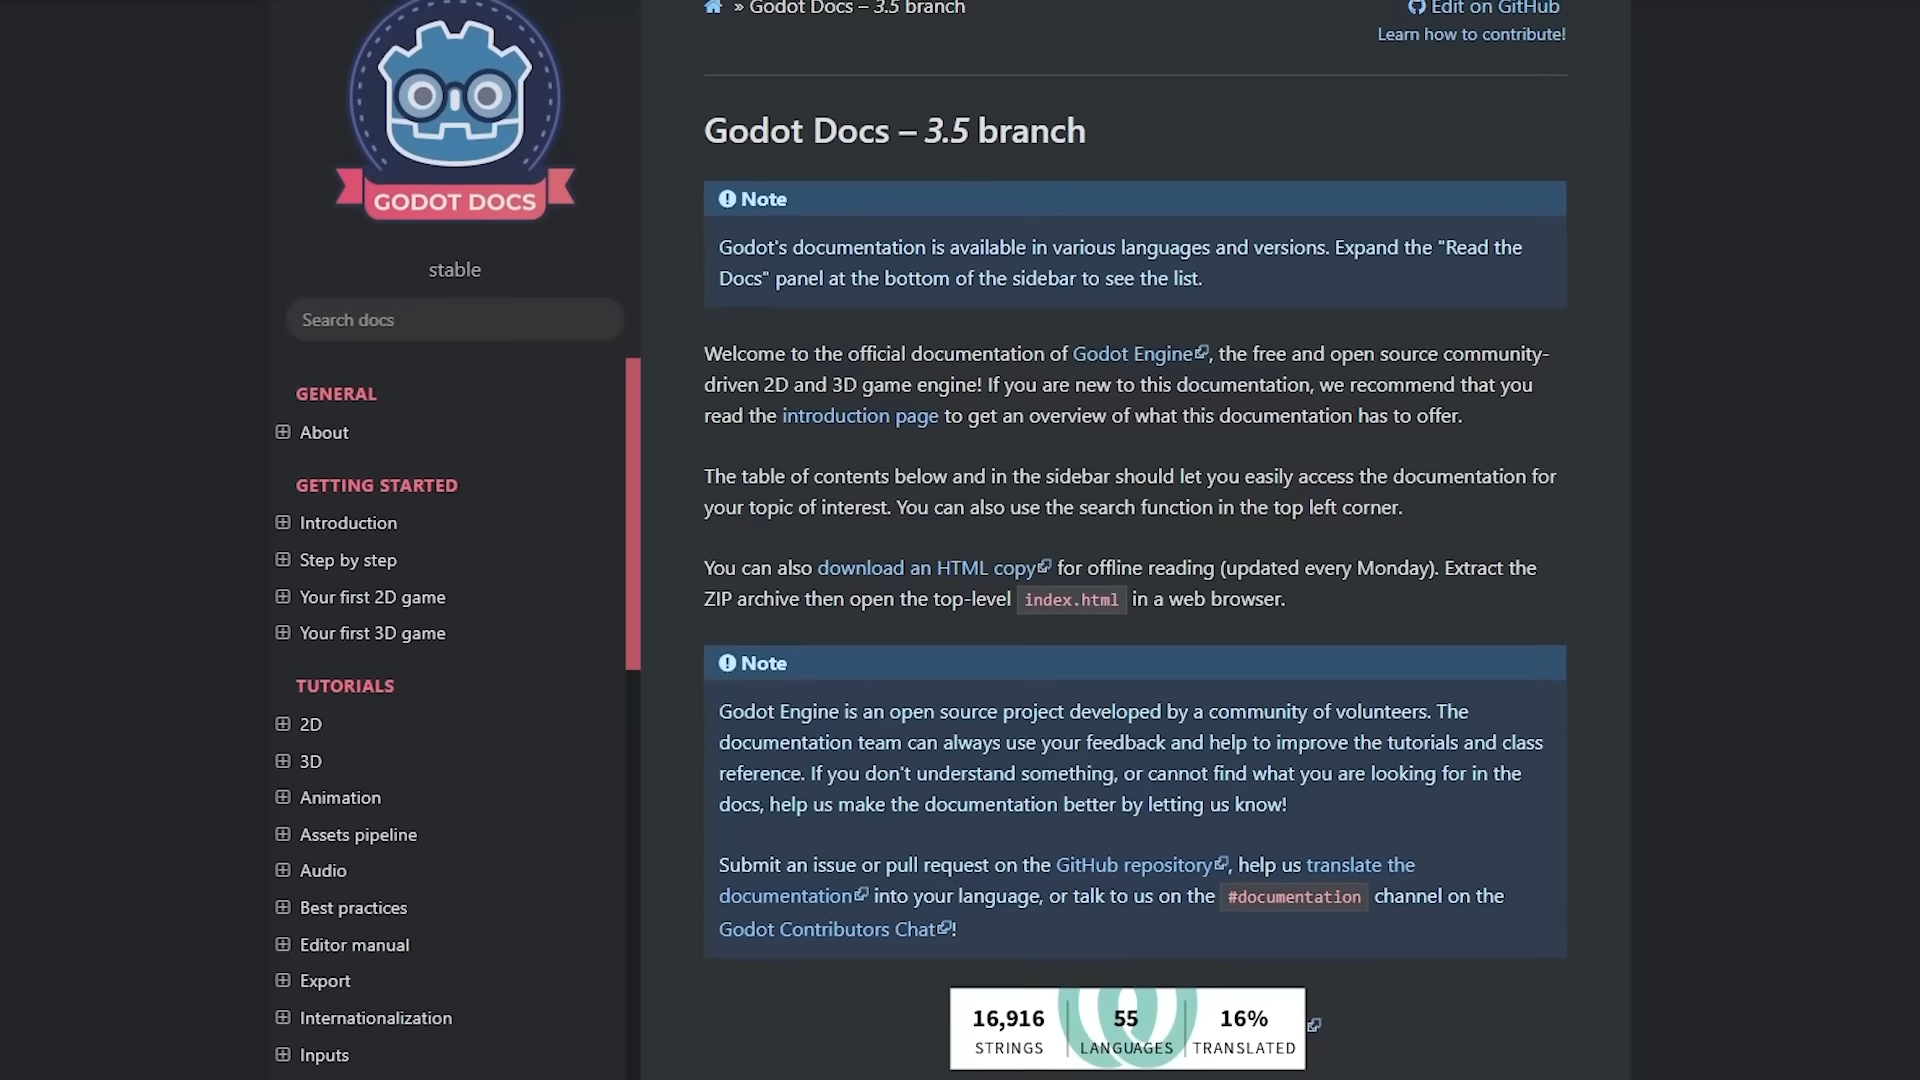 » Godot Docs – 3.5 branch
Edit on GitHub
Learn how to contribute!
GODOT DOCS
stable
Search docs
GENERAL
About
GETTING STARTED
Introduction
Step by step
Your first 2D game
Your first 3D game
TUTORIALS
2D
3D
Animation
Assets pipeline
Audio
Best practices
Editor manual
Export
Internationalization
Inputs
Godot Docs – 3.5 branch
Note
Godot's documentation is available in various languages and versions. Expand the "Read the
Docs" panel at the bottom of the sidebar to see the list.
Welcome to the official documentation of Godot Engine, the free and open source community-
driven 2D and 3D game engine! If you are new to this documentation, we recommend that you
read the introduction page to get an overview of what this documentation has to offer.
The table of contents below and in the sidebar should let you easily access the documentation for
your topic of interest. You can also use the search function in the top left corner.
You can also download an HTML copy for offline reading (updated every Monday). Extract the
ZIP archive then open the top-level index.html in a web browser.
Note
Godot Engine is an open source project developed by a community of volunteers. The
documentation team can always use your feedback and help to improve the tutorials and class
reference. If you don't understand something, or cannot find what you are looking for in the
docs, help us make the documentation better by letting us know!
Submit an issue or pull request on the GitHub repository, help us translate the
documentation into your language, or talk to us on the #documentation channel on the
Godot Contributors Chat!
16,916 55 16%
STRINGS LANGUAGES TRANSLATED